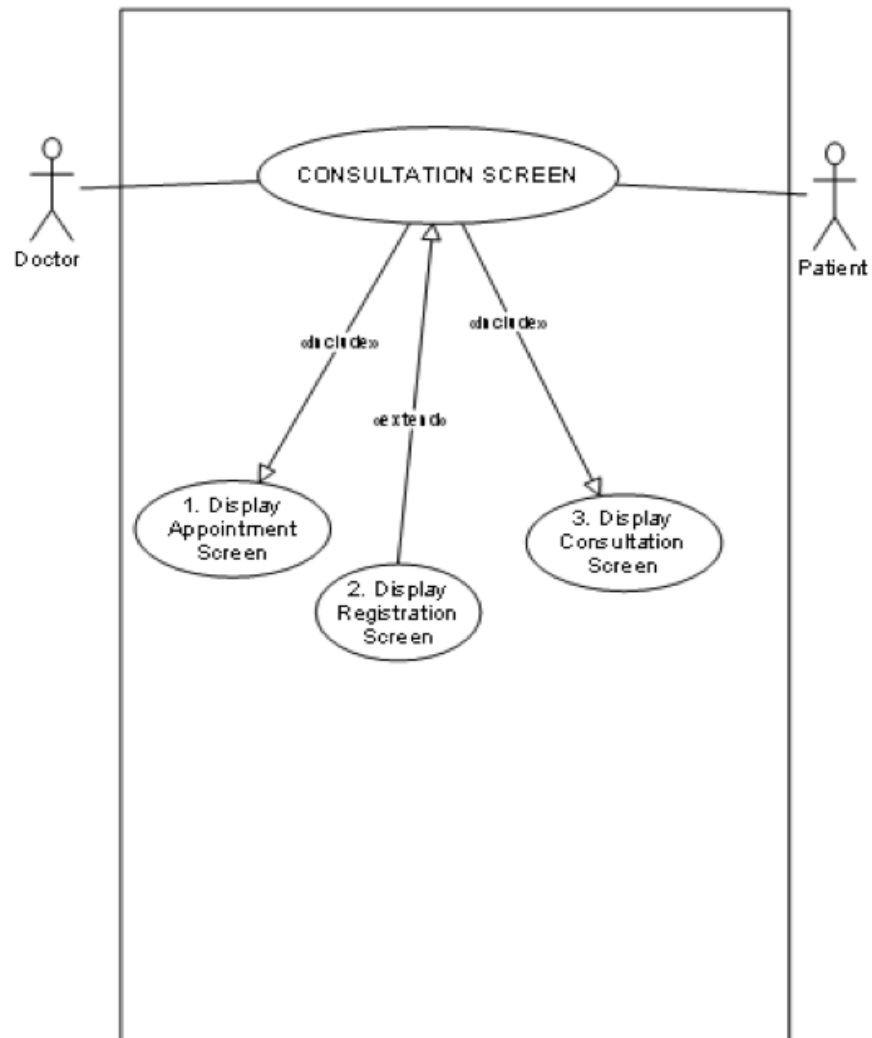 CONSULTATION SCREEN
Doctor
Patient
«include»
«include»
«extend»
1. Display
Appointment
Screen
3. Display
Consultation
Screen
2. Display
Registration
Screen